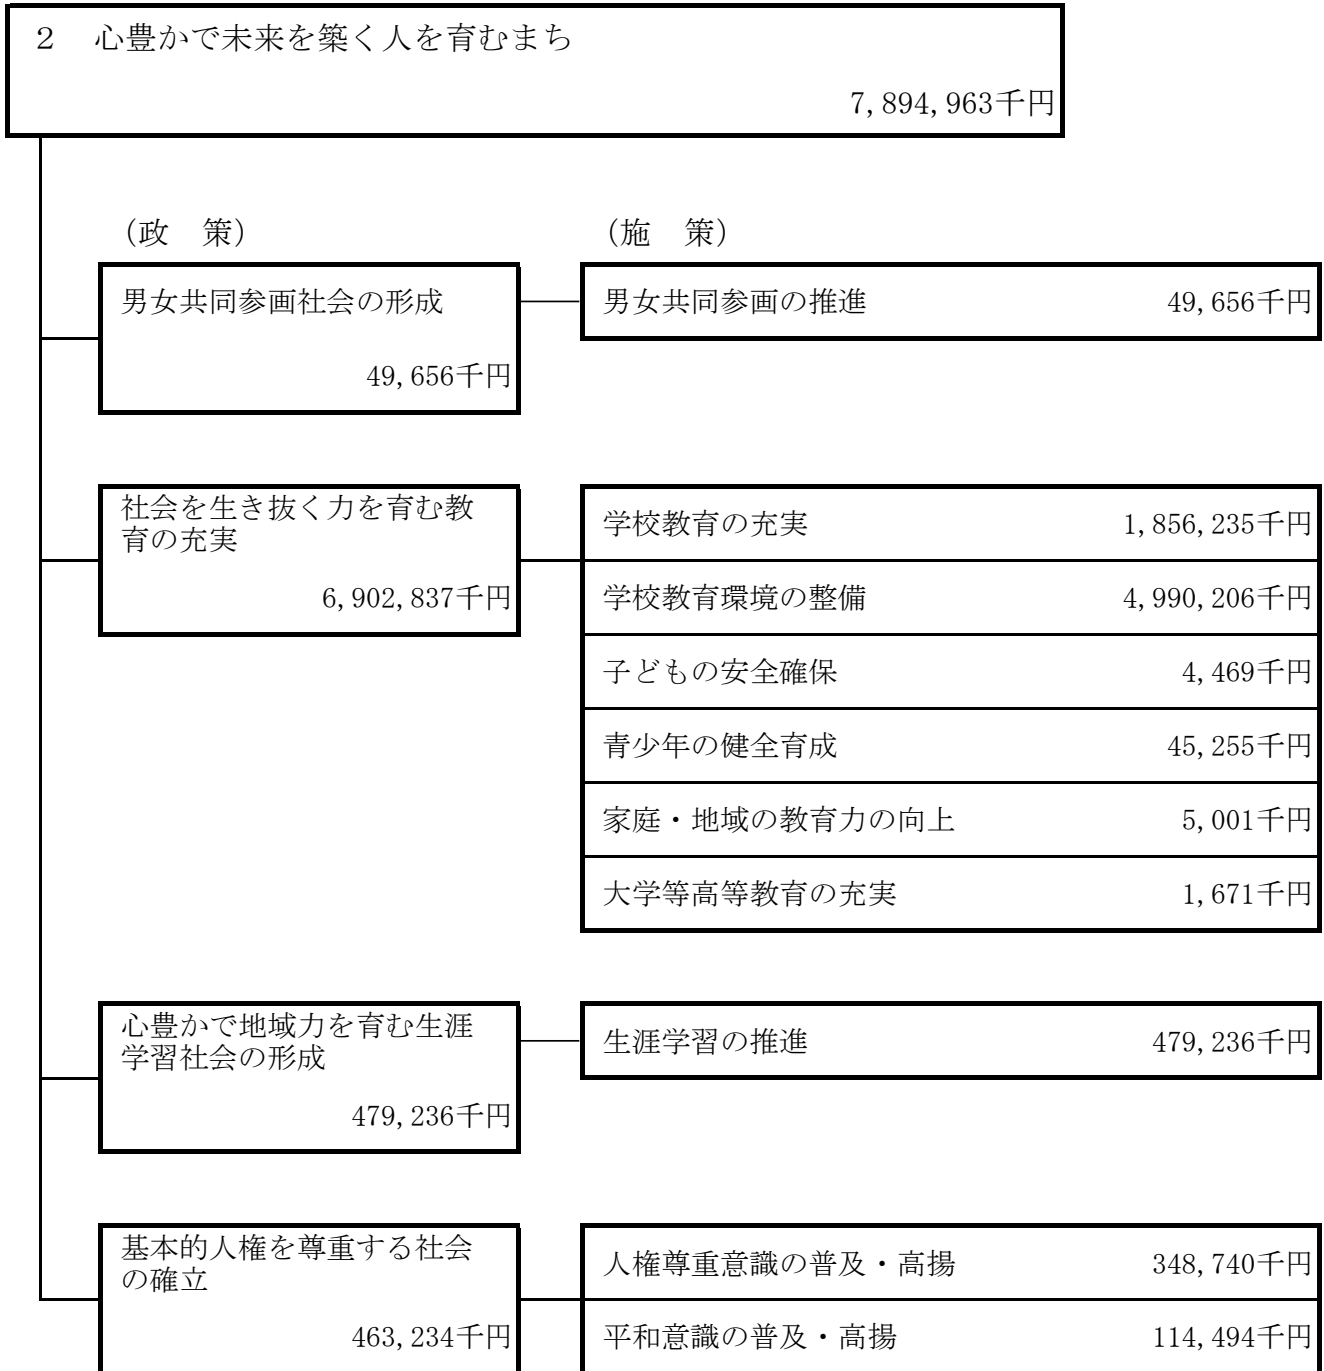 ２　心豊かで未来を築く人を育むまち
7,894,963千円
（政　策）　（施　策）
男女共同参画社会の形成
49,656千円
男女共同参画の推進　49,656千円
社会を生き抜く力を育む教
育の充実
6,902,837千円
学校教育の充実　1,856,235千円
学校教育環境の整備　4,990,206千円
子どもの安全確保　4,469千円
青少年の健全育成　45,255千円
家庭・地域の教育力の向上　5,001千円
大学等高等教育の充実　1,671千円
心豊かで地域力を育む生涯
学習社会の形成
479,236千円
生涯学習の推進　479,236千円
基本的人権を尊重する社会
の確立
463,234千円
人権尊重意識の普及・高揚　348,740千円
平和意識の普及・高揚　114,494千円